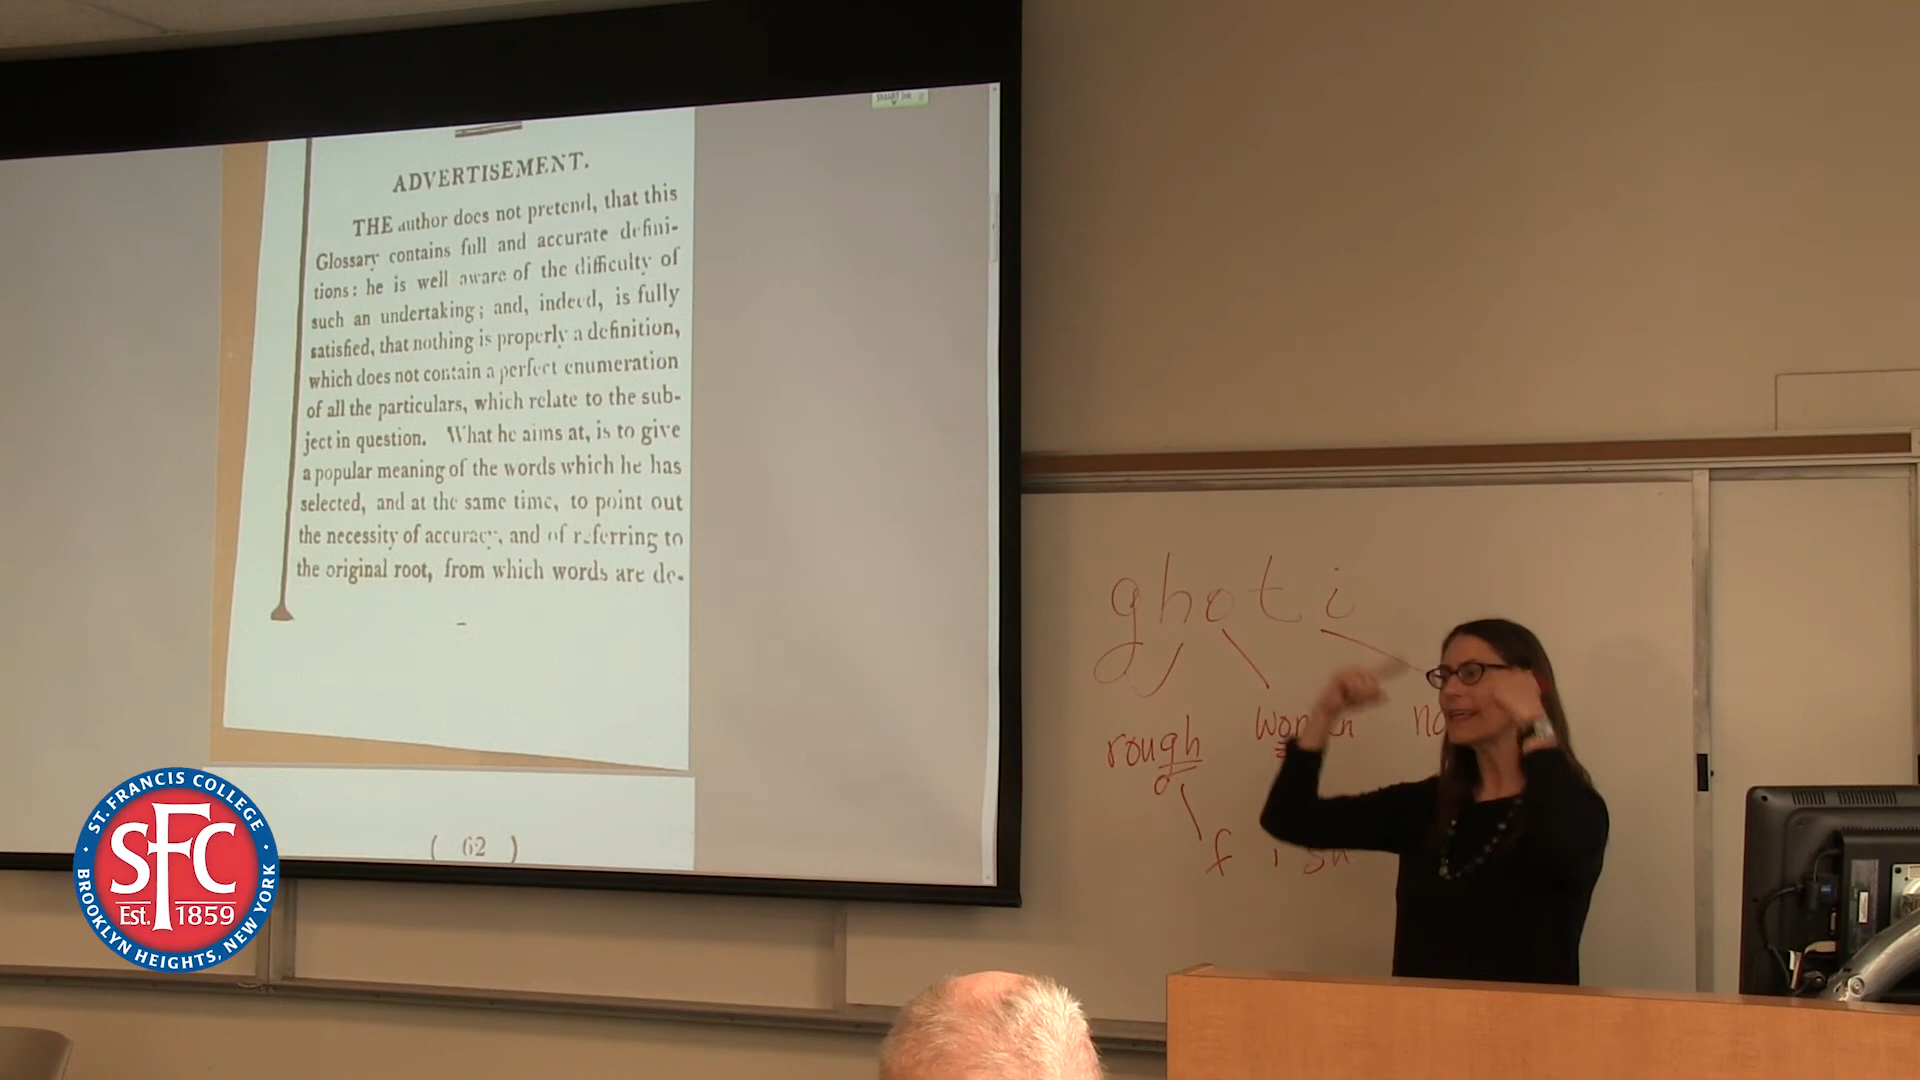 SMART Ink
ADVERTISEMENT.
THE author does not pretend, that this
Glossary contains full and accurate defini-
tions: he is well aware of the difficulty of
such an undertaking; and, indeed, is fully
satisfied, that nothing is properly a definition,
which does not contain a perfect enumeration
of all the particulars, which relate to the sub-
ject in question. What he aims at, is to give
a popular meaning of the words which he has
selected, and at the same time, to point out
the necessity of accuracy, and of referring to
the original root, from which words are de-
( 62 )
ghoti
rough
f i sh
ST. FRANCIS COLLEGE
SFC
Est. 1859
BROOKLYN HEIGHTS, NEW YORK